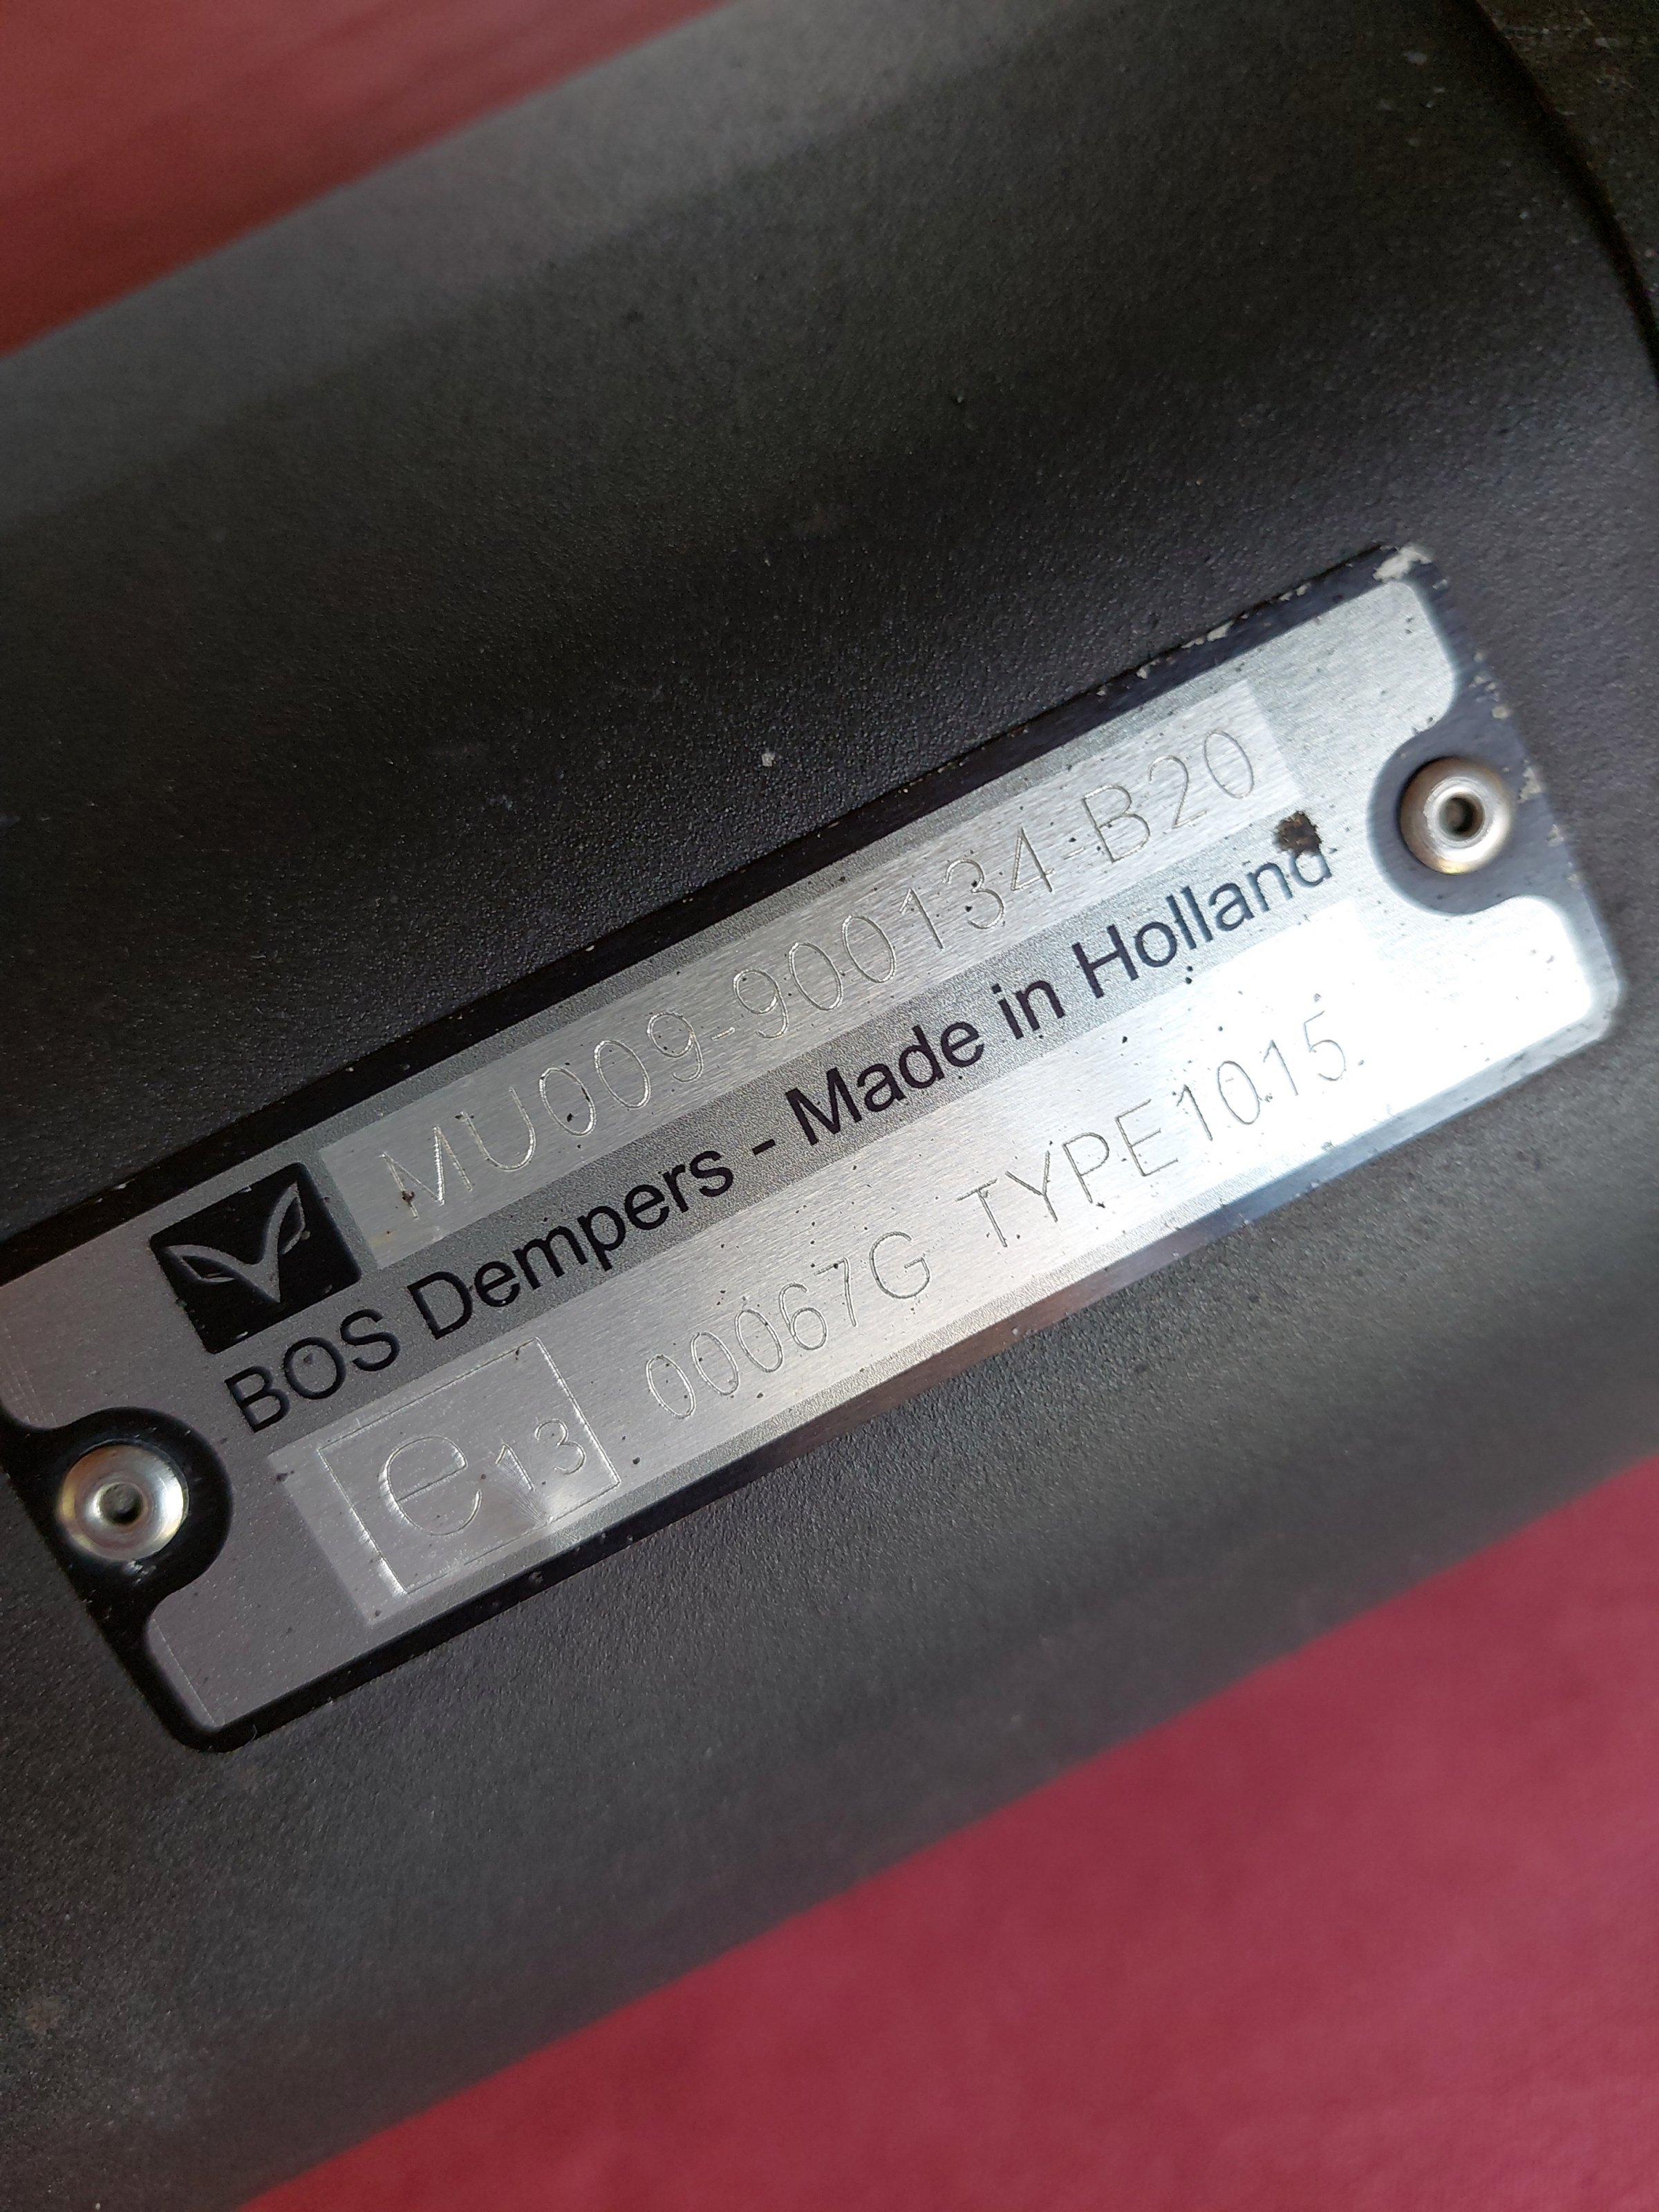 MU009-900134-B20
BOS Dempers - Made in Holland
e13 00067G TYPE1015